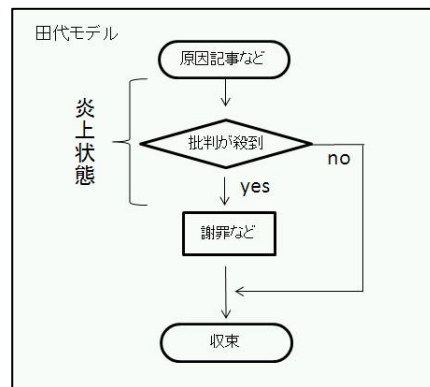 田代モデル
原因記事など
炎上状態
批判が殺到
no
yes
謝罪など
収束